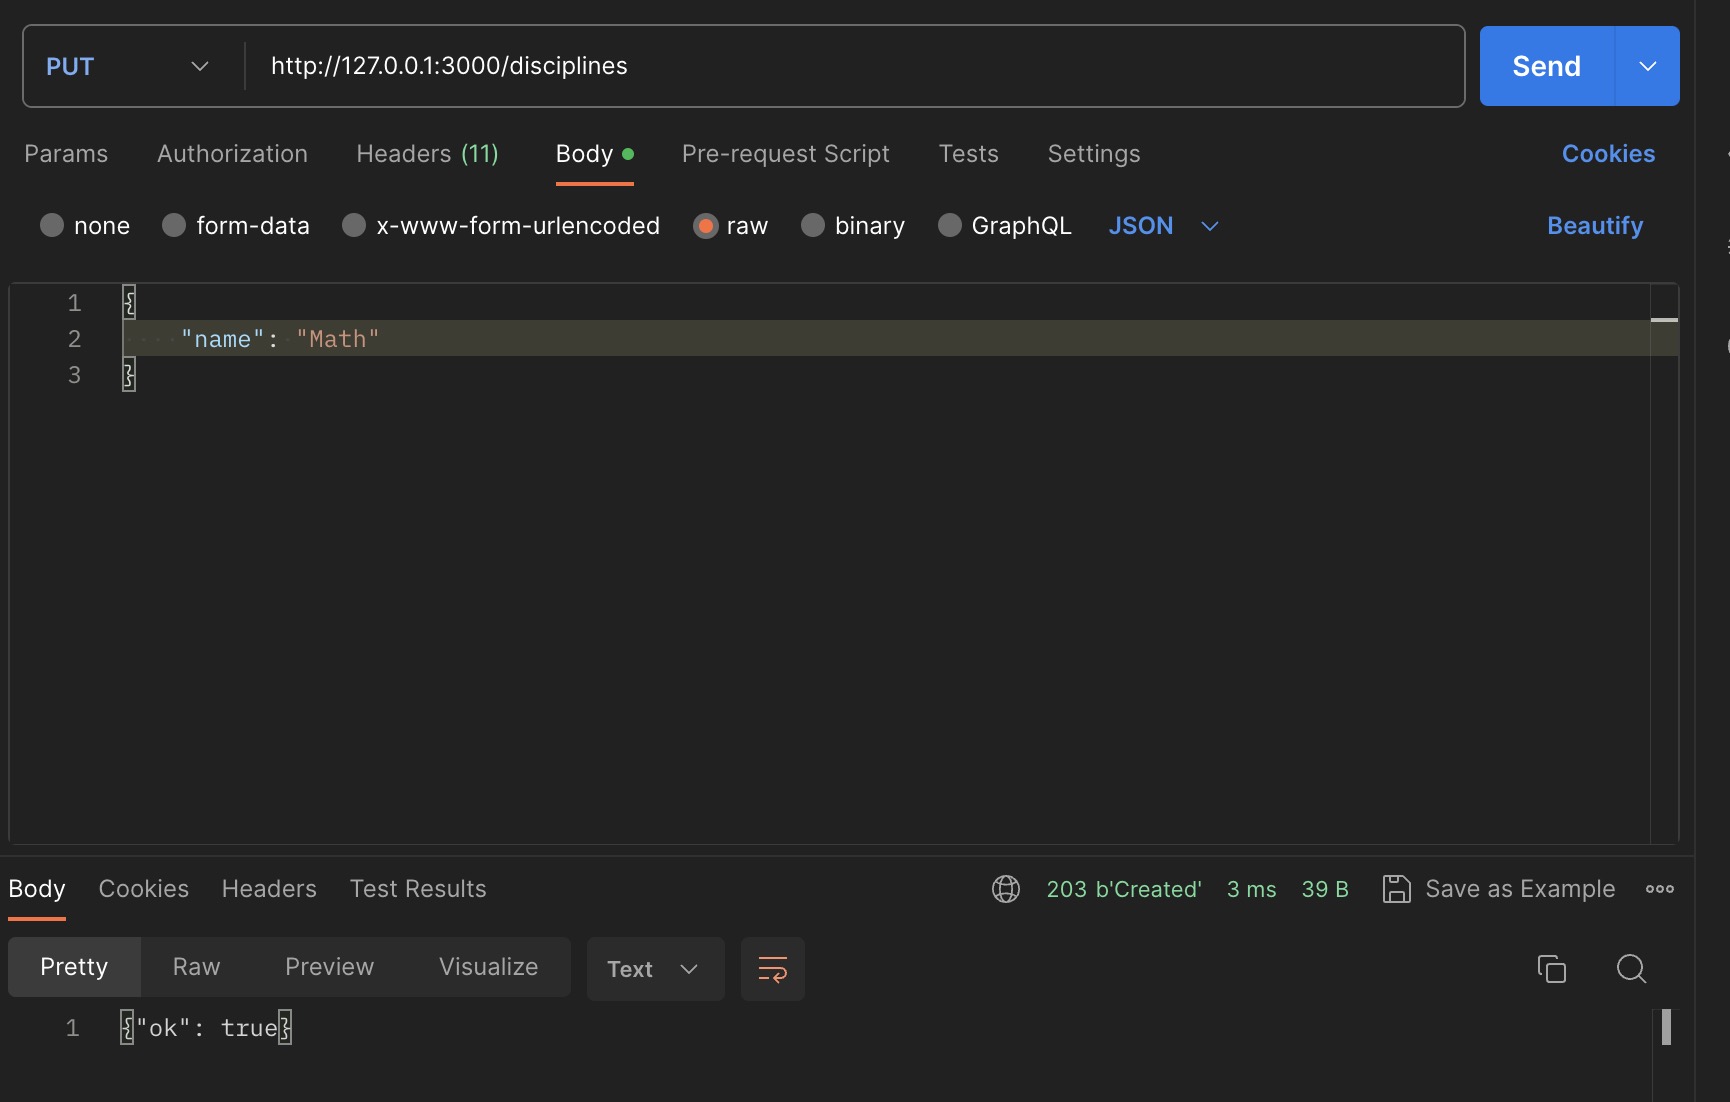 PUT http://127.0.0.1:3000/disciplines Send
Params Authorization Headers (11) Body Pre-request Script Tests Settings Cookies
none form-data x-www-form-urlencoded raw binary GraphQL JSON Beautify
1 {
2 "name": "Math"
3 }
Body Cookies Headers Test Results 203 b'Created' 3 ms 39 B Save as Example
Pretty Raw Preview Visualize Text
1 {"ok": true}